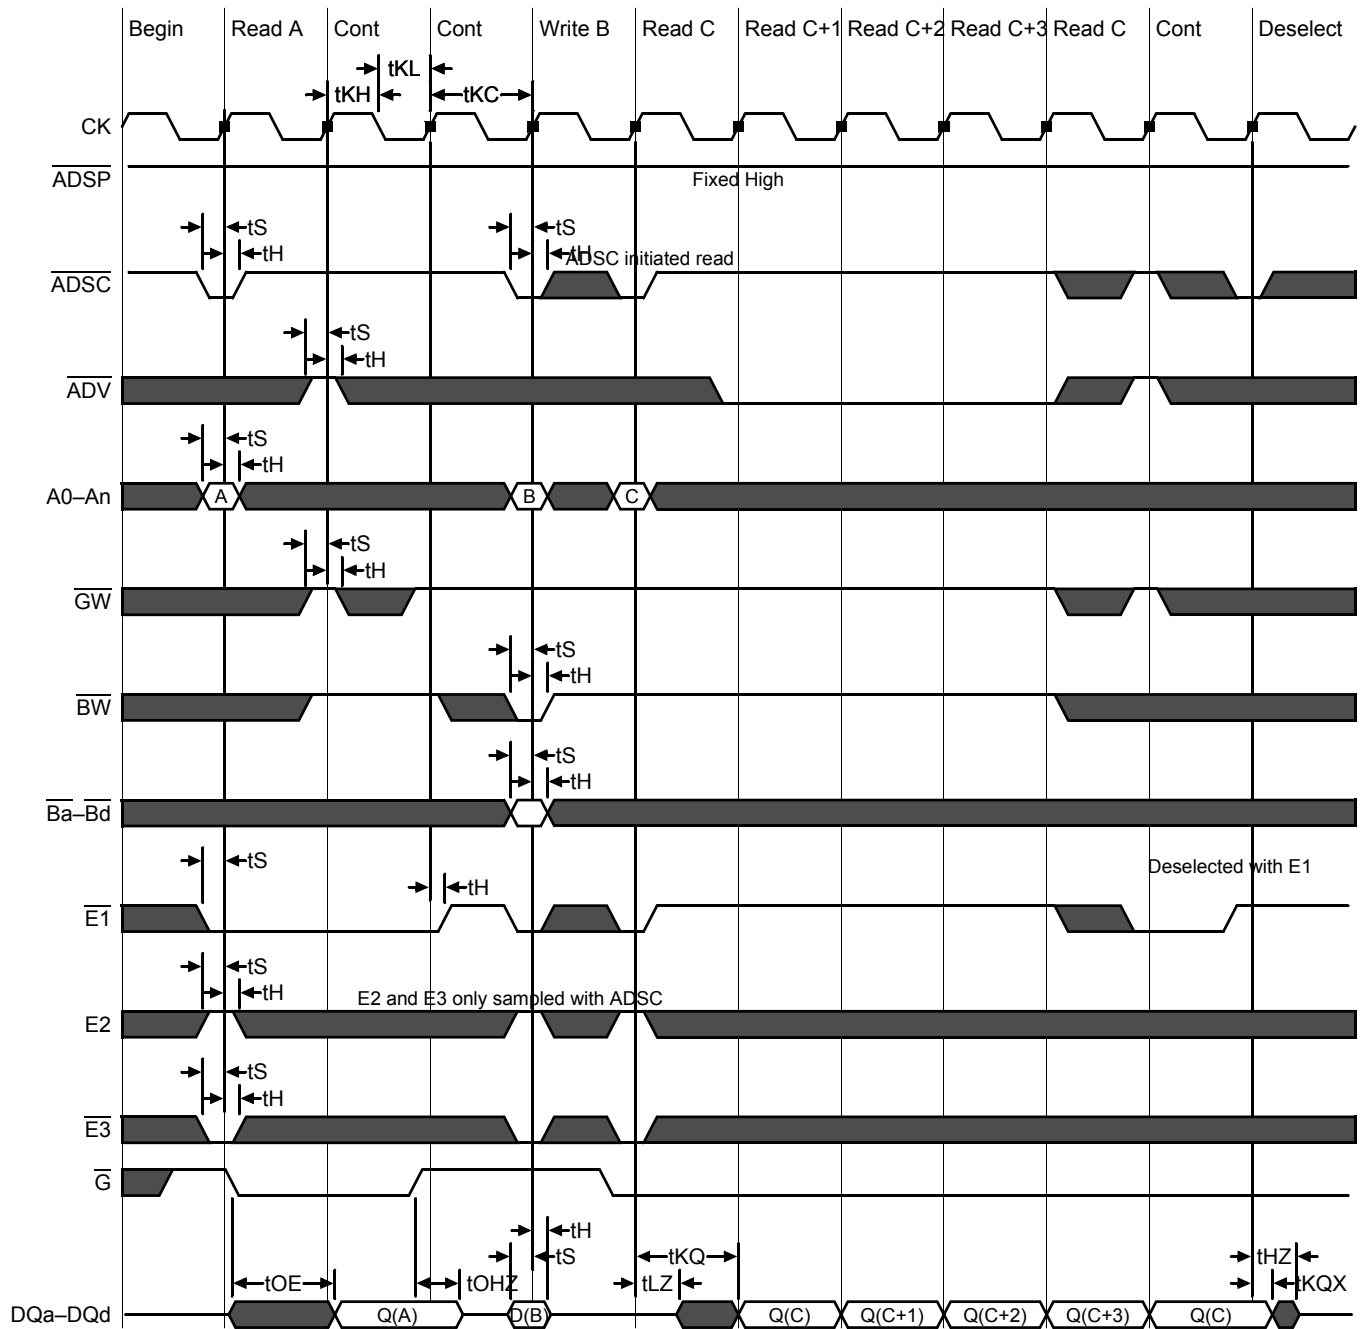 Begin Read A Cont Cont Write B Read C Read C+1 Read C+2 Read C+3 Read C Cont Deselect
tKL
tKH tKC
CK
ADSP
Fixed High
tS tS
tH tH
ADSC initiated read
ADSC
tS
tH
ADV
tS
tH
A0–An A B C
tS
tH
GW
tS
tH
BW
tS
tH
Ba–Bd
tS
Deselected with E1
tH
E1
tS
tH
E2 and E3 only sampled with ADSC
E2
tS
tH
E3
G
tH
tS tKQ tHZ
tOE tOHZ tLZ tKQX
DQa–DQd Q(A) D(B) Q(C) Q(C+1) Q(C+2) Q(C+3) Q(C)